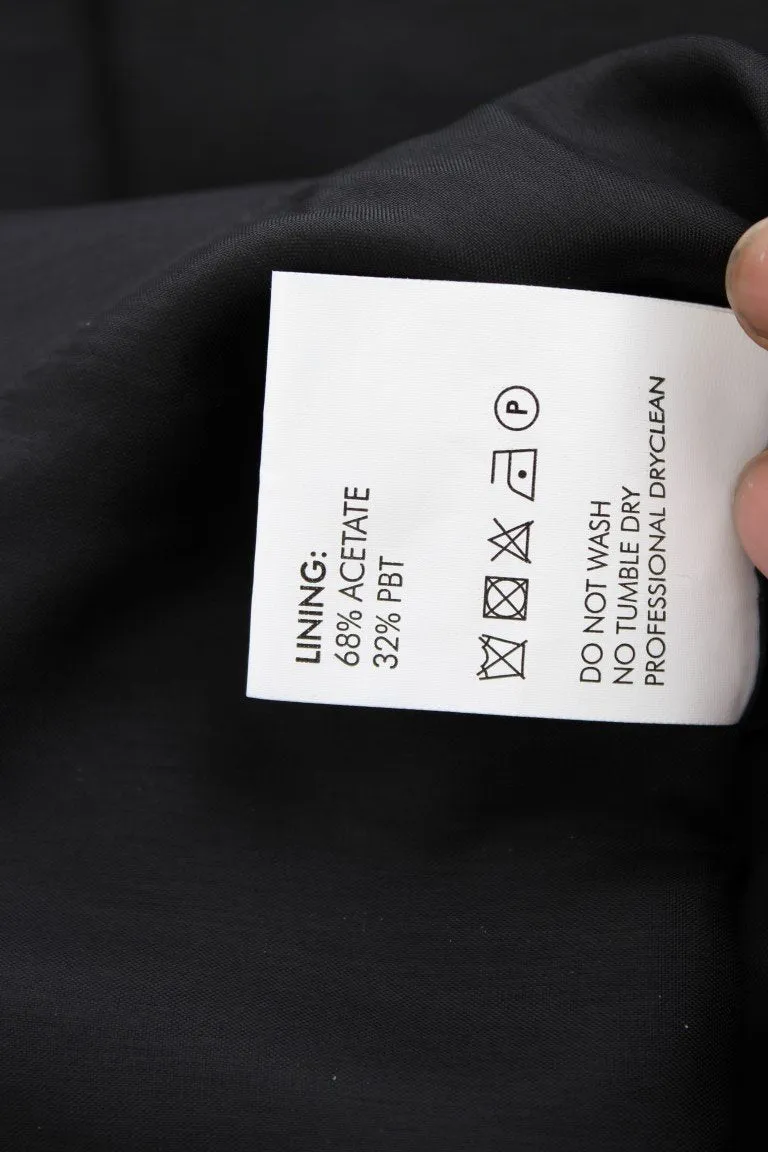 LINING:
68% ACETATE
32% PBT
P
DO NOT WASH
NO TUMBLE DRY
PROFESSIONAL DRYCLEAN